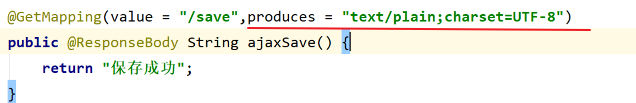 @GetMapping(value = "/save",produces = "text/plain;charset=UTF-8")
public @ResponseBody String ajaxSave() {
    return "保存成功";
}